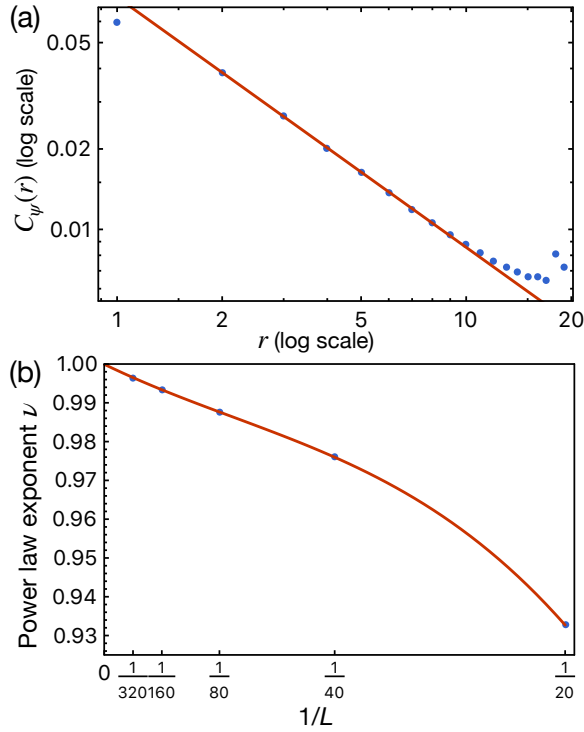 (a)
0.05
0.02
0.01
C_ψ(r) (log scale)
1 2 5 10 20
r (log scale)
(b)
1.00
0.99
0.98
0.97
0.96
0.95
0.94
0.93
Power law exponent ν
0 1/320 1/160 1/80 1/40 1/20
1/L